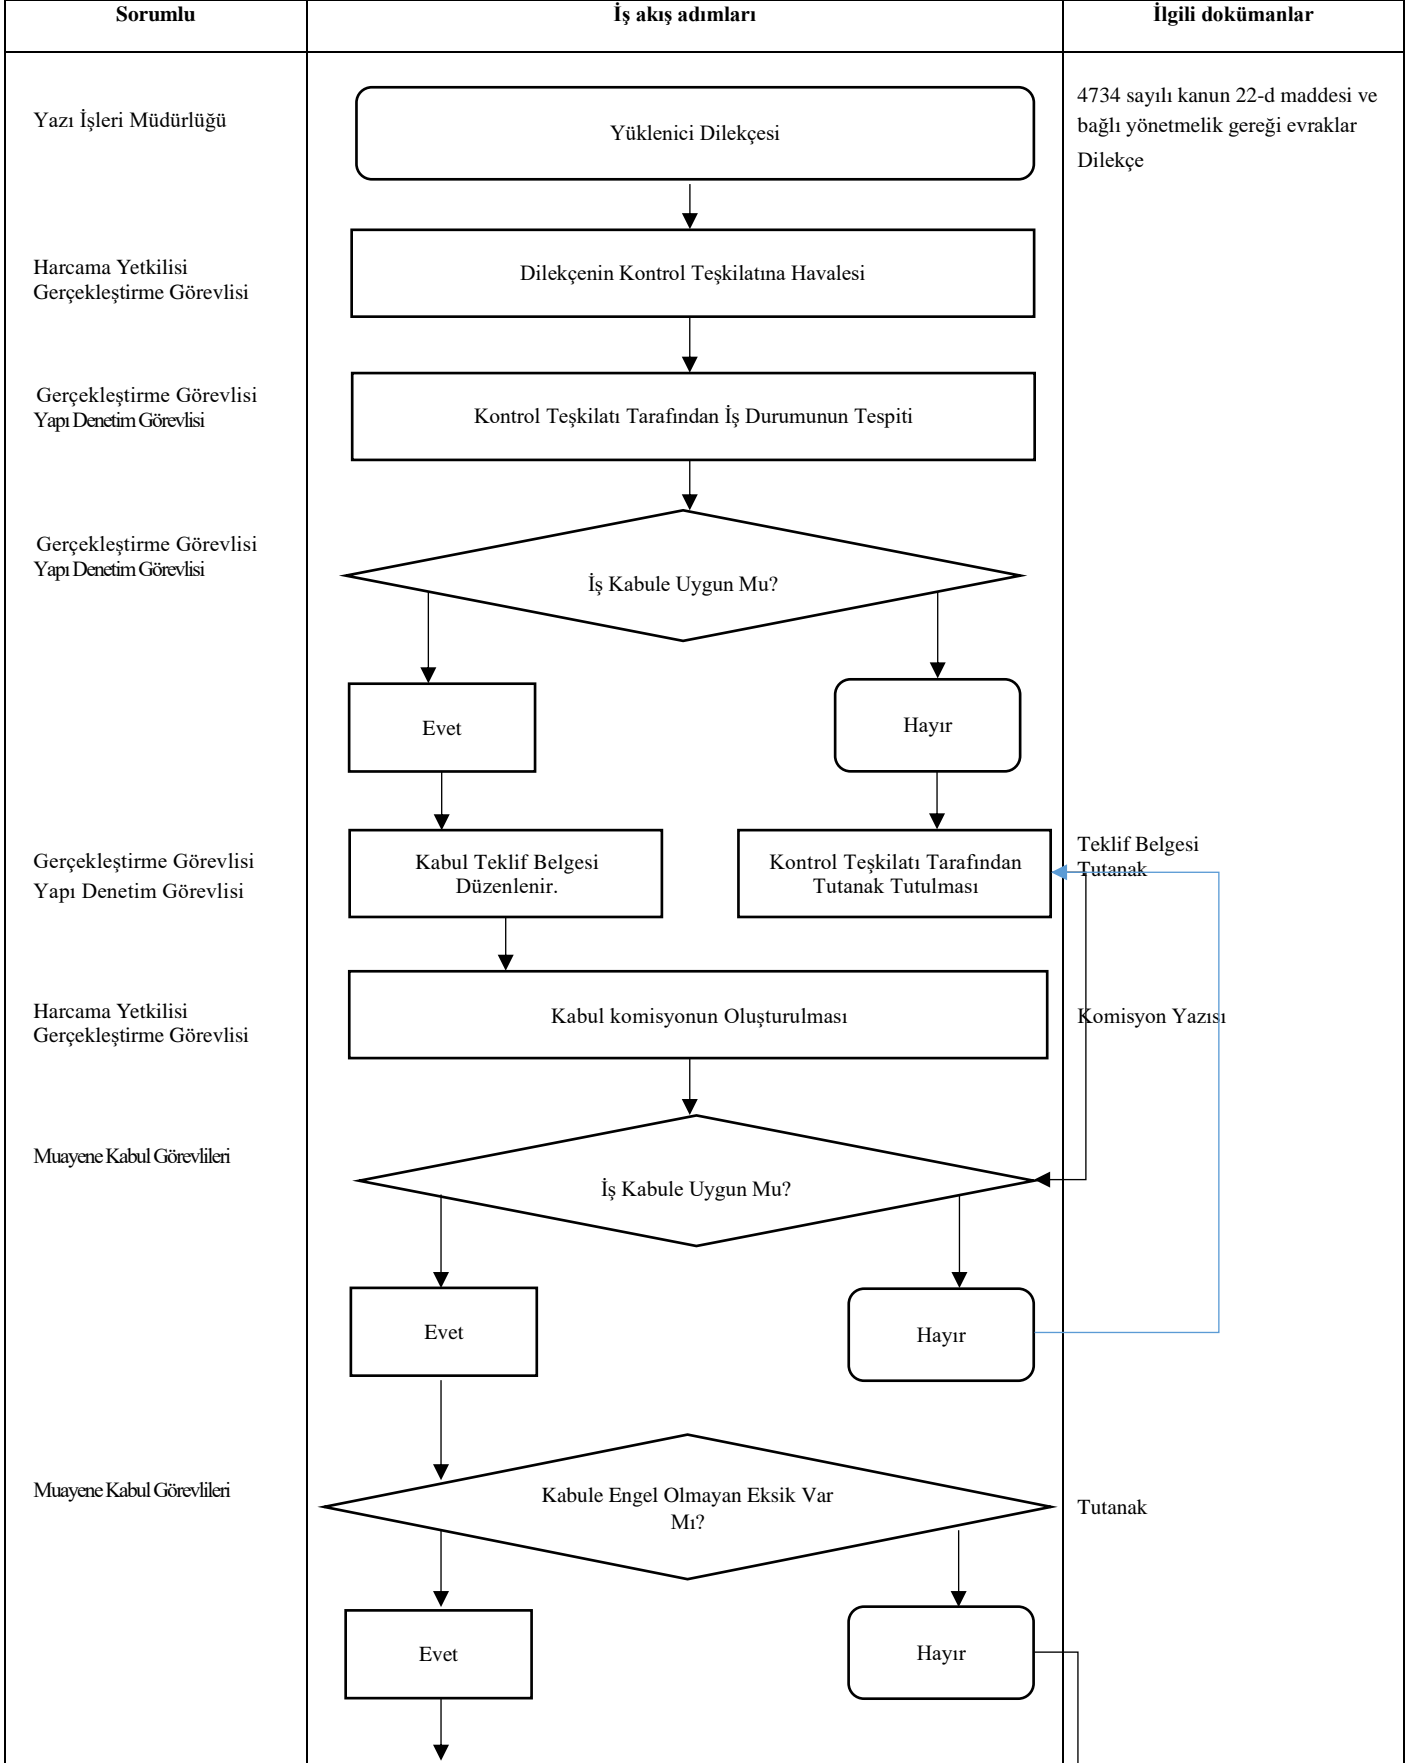 Sorumlu
İş akış adımları
İlgili dokümanlar
Yazı İşleri Müdürlüğü
Yüklenici Dilekçesi
4734 sayılı kanun 22-d maddesi ve
bağlı yönetmelik gereği evraklar
Dilekçe
Harcama Yetkilisi
Gerçekleştirme Görevlisi
Dilekçenin Kontrol Teşkilatına Havalesi
Gerçekleştirme Görevlisi
Yapı Denetim Görevlisi
Kontrol Teşkilatı Tarafından İş Durumunun Tespiti
Gerçekleştirme Görevlisi
Yapı Denetim Görevlisi
İş Kabule Uygun Mu?
Evet
Hayır
Gerçekleştirme Görevlisi
Yapı Denetim Görevlisi
Kabul Teklif Belgesi
Düzenlenir.
Kontrol Teşkilatı Tarafından
Tutanak Tutulması
Teklif Belgesi
Tutanak
Harcama Yetkilisi
Gerçekleştirme Görevlisi
Kabul komisyonun Oluşturulması
Komisyon Yazısı
Muayene Kabul Görevlileri
İş Kabule Uygun Mu?
Evet
Hayır
Muayene Kabul Görevlileri
Kabule Engel Olmayan Eksik Var
Mı?
Tutanak
Evet
Hayır